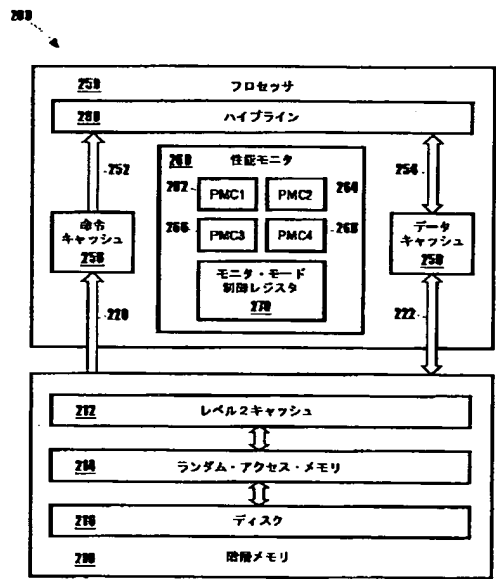 200
250 プロセッサ
280 パイプライン
252
260 性能モニタ
254
262 PMC1 PMC2 264
266 PMC3 PMC4 268
命令
キャッシュ
256
データ
キャッシュ
258
モニタ・モード
制御レジスタ
270
220
222
212 レベル2キャッシュ
214 ランダム・アクセス・メモリ
216 ディスク
210 階層メモリ